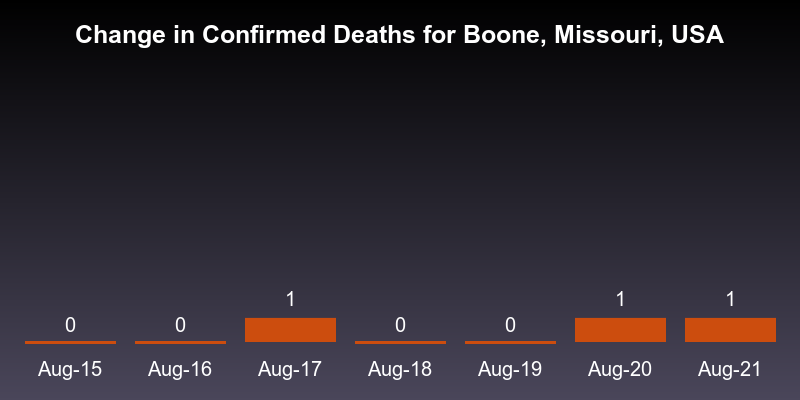 Change in Confirmed Deaths for Boone, Missouri, USA
1 1 1
0 0 0 0
Aug-15 Aug-16 Aug-17 Aug-18 Aug-19 Aug-20 Aug-21